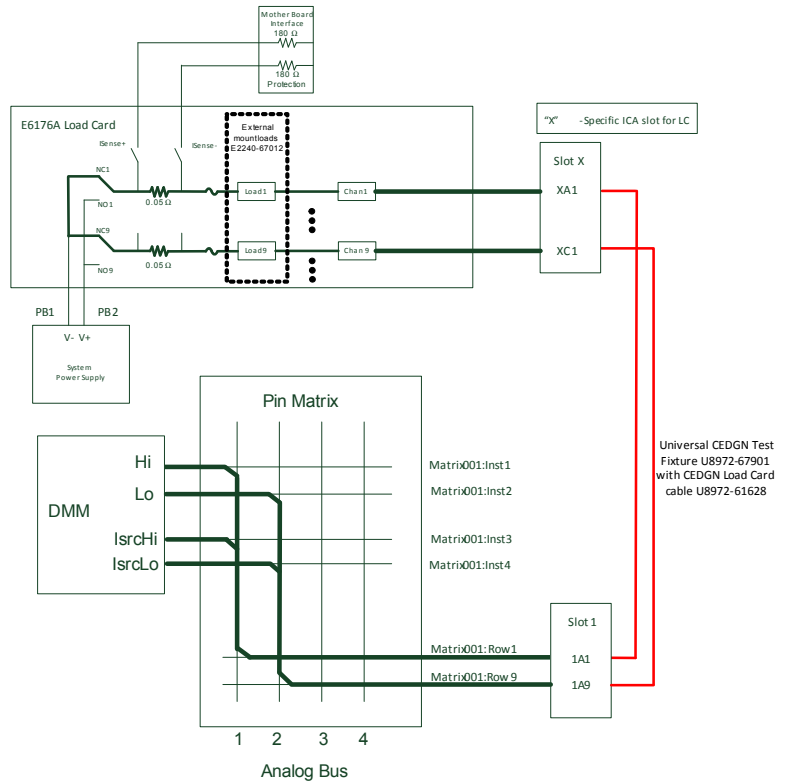 Mother Board
Interface
180 Ω
180 Ω
Protection
E6176A Load Card
ISense+
ISense-
External
mountloads
E2240-67012
"X" -Specific ICA slot for LC
NC1
NO1
0.05 Ω
Load1
Chan1
Slot X
XA1
NC9
NO9
0.05 Ω
Load9
Chan 9
XC1
PB1
PB2
V- V+
System
Power Supply
Pin Matrix
DMM
Hi
Lo
IsrcHi
IsrcLo
Matrix001:Inst1
Matrix001:Inst2
Matrix001:Inst3
Matrix001:Inst4
Universal CEDGN Test
Fixture U8972-67901
with CEDGN Load Card
cable U8972-61628
Slot 1
Matrix001:Row1
1A1
Matrix001:Row 9
1A9
1 2 3 4
Analog Bus